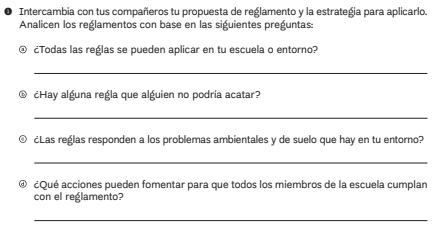 ❶ Intercambia con tus compañeros tu propuesta de reglamento y la estrategia para aplicarlo.
Analicen los reglamentos con base en las siguientes preguntas:
ⓐ ¿Todas las reglas se pueden aplicar en tu escuela o entorno?
ⓑ ¿Hay alguna regla que alguien no podría acatar?
ⓒ ¿Las reglas responden a los problemas ambientales y de suelo que hay en tu entorno?
ⓓ ¿Qué acciones pueden fomentar para que todos los miembros de la escuela cumplan
con el reglamento?